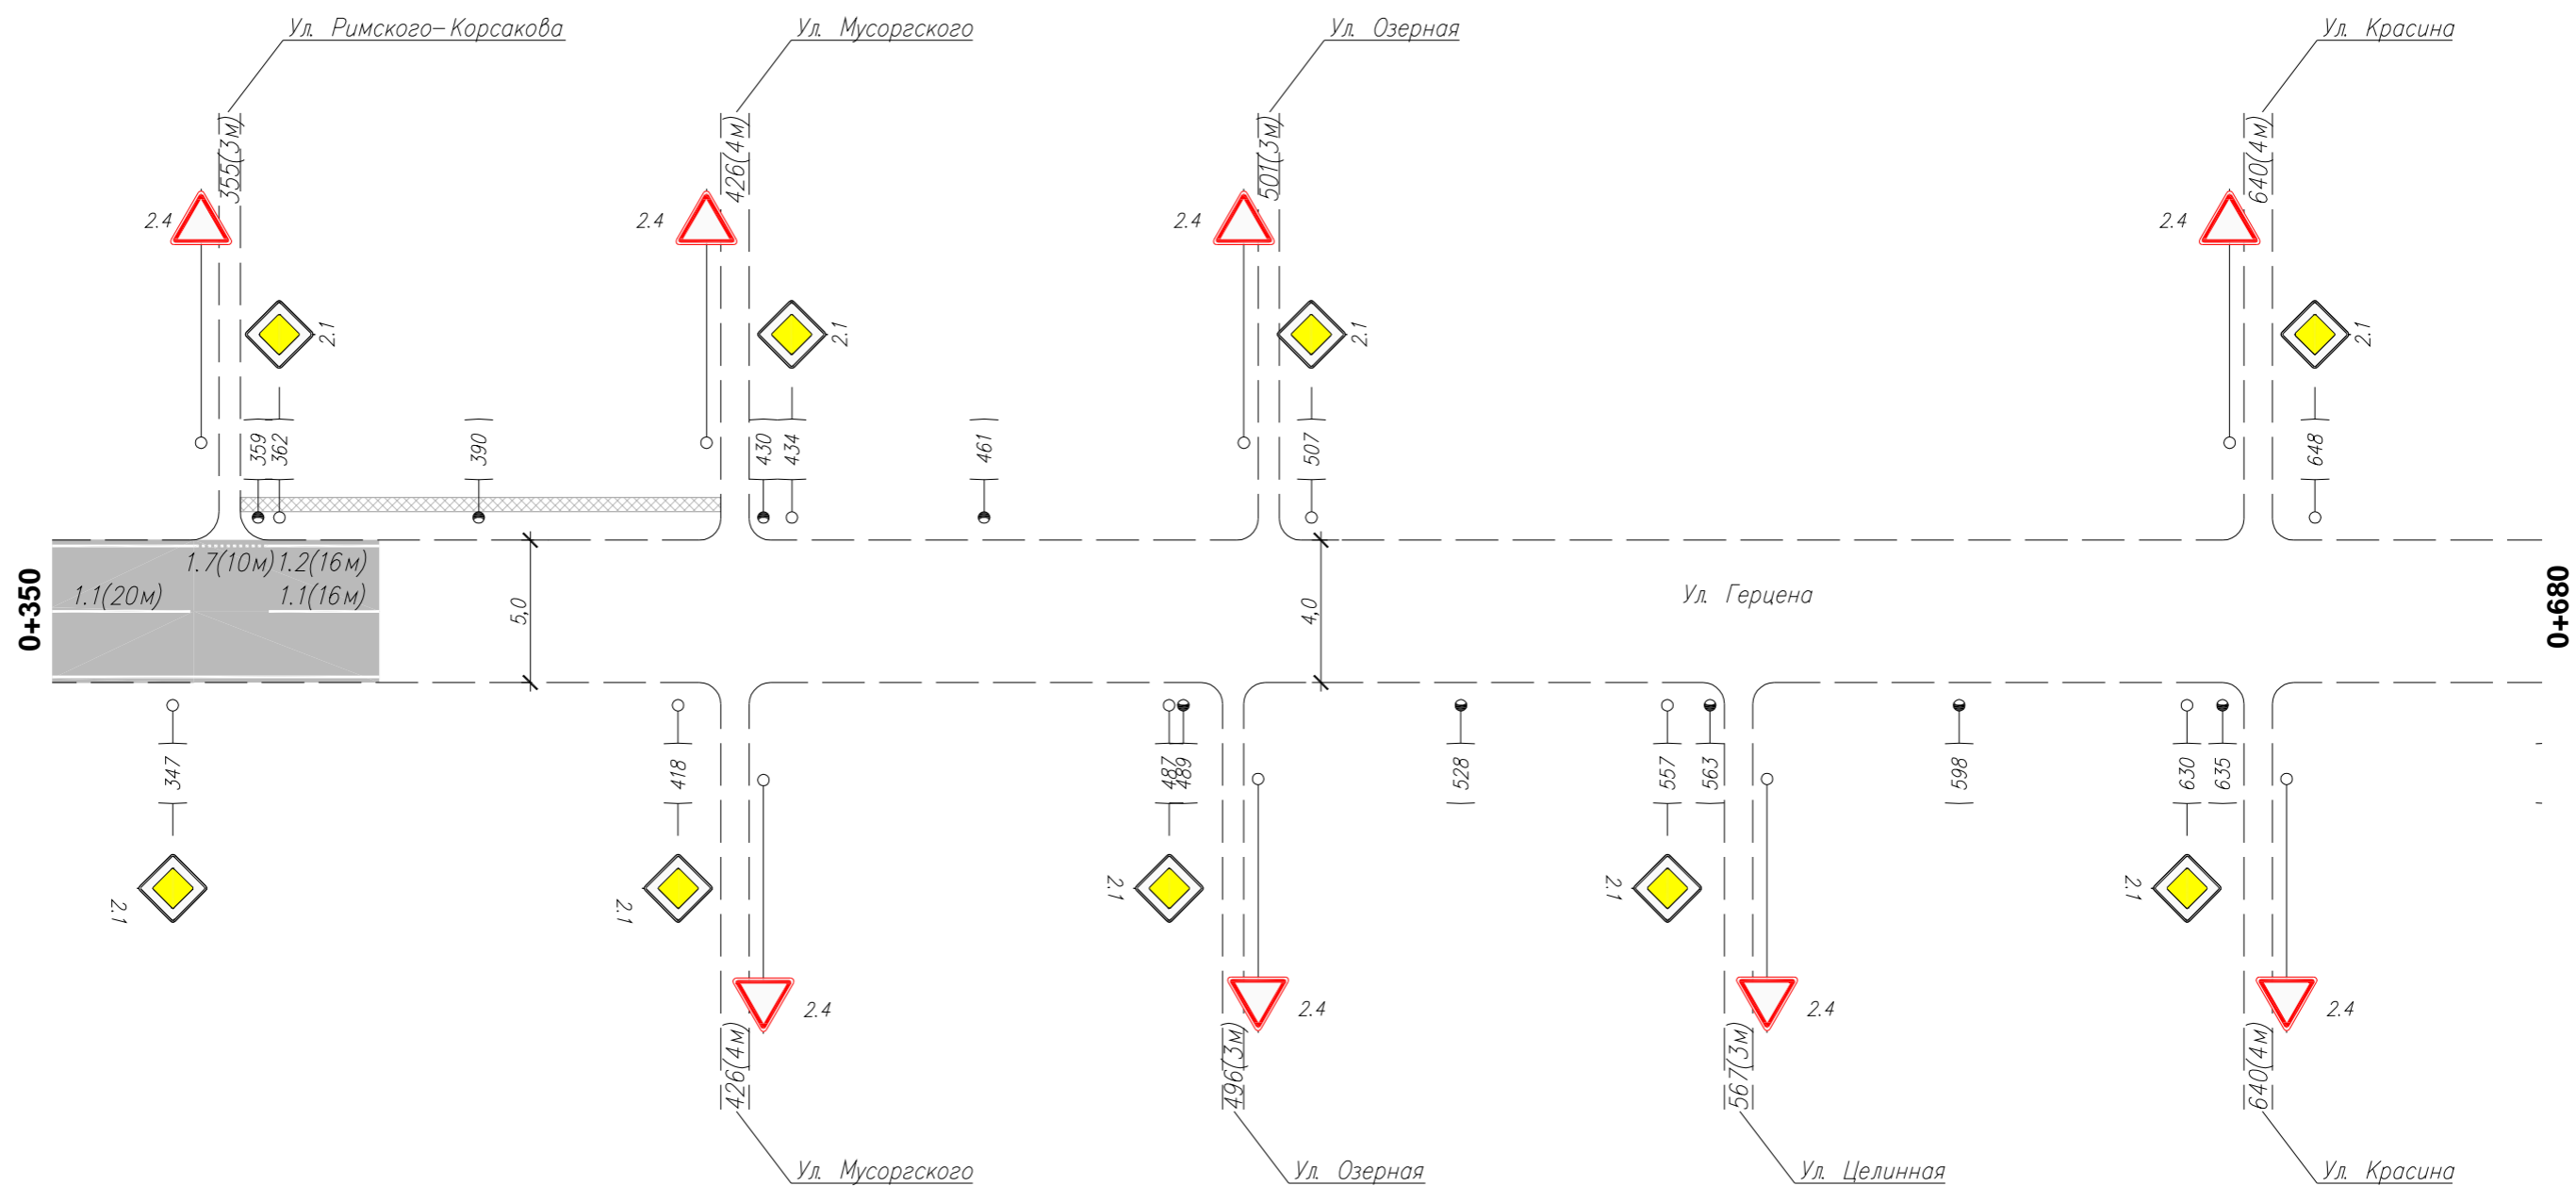 Ул. Римского-Корсакова
Ул. Мусоргского
Ул. Озерная
Ул. Красина
355(3м)
426(4м)
501(3м)
640(4м)
2.4
2.4
2.4
2.4
2.1
2.1
2.1
2.1
359
362
390
430
434
461
507
648
1.7(10м) 1.2(16м)
1.1(20м)
1.1(16м)
0+350
5,0
4,0
Ул. Герцена
0+680
347
418
487
489
528
557
563
598
630
635
2.1
2.1
2.1
2.1
2.1
2.4
2.4
2.4
2.4
426(4м)
496(3м)
567(3м)
640(4м)
Ул. Мусоргского
Ул. Озерная
Ул. Целинная
Ул. Красина